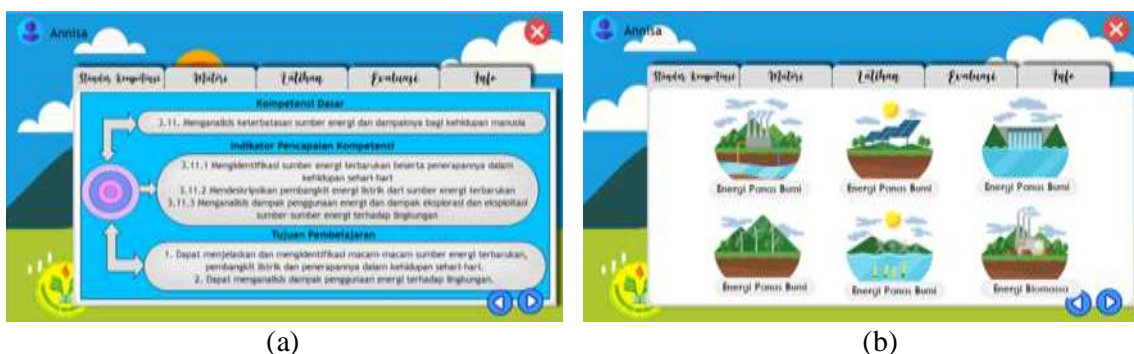 Annisa
Standar kompetensi
Materi
Latihan
Evaluasi
Info
Kompetensi Dasar
3.11. Menganalisis keterbatasan sumber energi dan dampaknya bagi kehidupan manusia
Indikator Pencapaian Kompetensi
3.11.1 Mengidentifikasi sumber energi terbarukan beserta penerapannya dalam
kehidupan sehari-hari
3.11.2 Mendeskripsikan pembangkit energi listrik dari sumber energi terbarukan
3.11.3 Menganalisis dampak penggunaan energi dan dampak eksplorasi dan eksploitasi
sumber sumber energi terhadap lingkungan
Tujuan Pembelajaran
1. Dapat menjelaskan dan mengidentifikasi macam-macam sumber energi terbarukan,
pembangkit listrik dan penerapannya dalam kehidupan sehari-hari.
2. Dapat menganalisis dampak penggunaan energi terhadap lingkungan.
(a)
Annisa
Standar kompetensi
Materi
Latihan
Evaluasi
Info
Energi Panas Bumi
Energi Panas Bumi
Energi Panas Bumi
Energi Panas Bumi
Energi Panas Bumi
Energi Biomassa
(b)